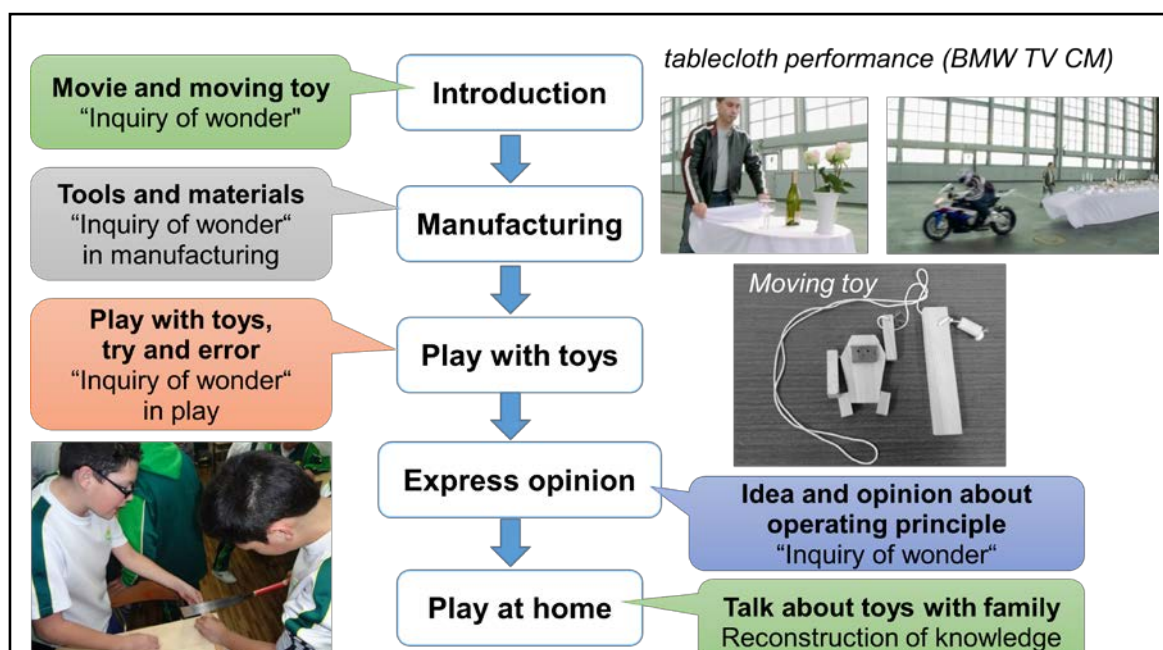 tablecloth performance (BMW TV CM)
Movie and moving toy
“Inquiry of wonder"
Introduction
Tools and materials
“Inquiry of wonder“
in manufacturing
Manufacturing
Moving toy
Play with toys,
try and error
“Inquiry of wonder“
in play
Play with toys
Express opinion
Idea and opinion about
operating principle
“Inquiry of wonder“
Play at home
Talk about toys with family
Reconstruction of knowledge